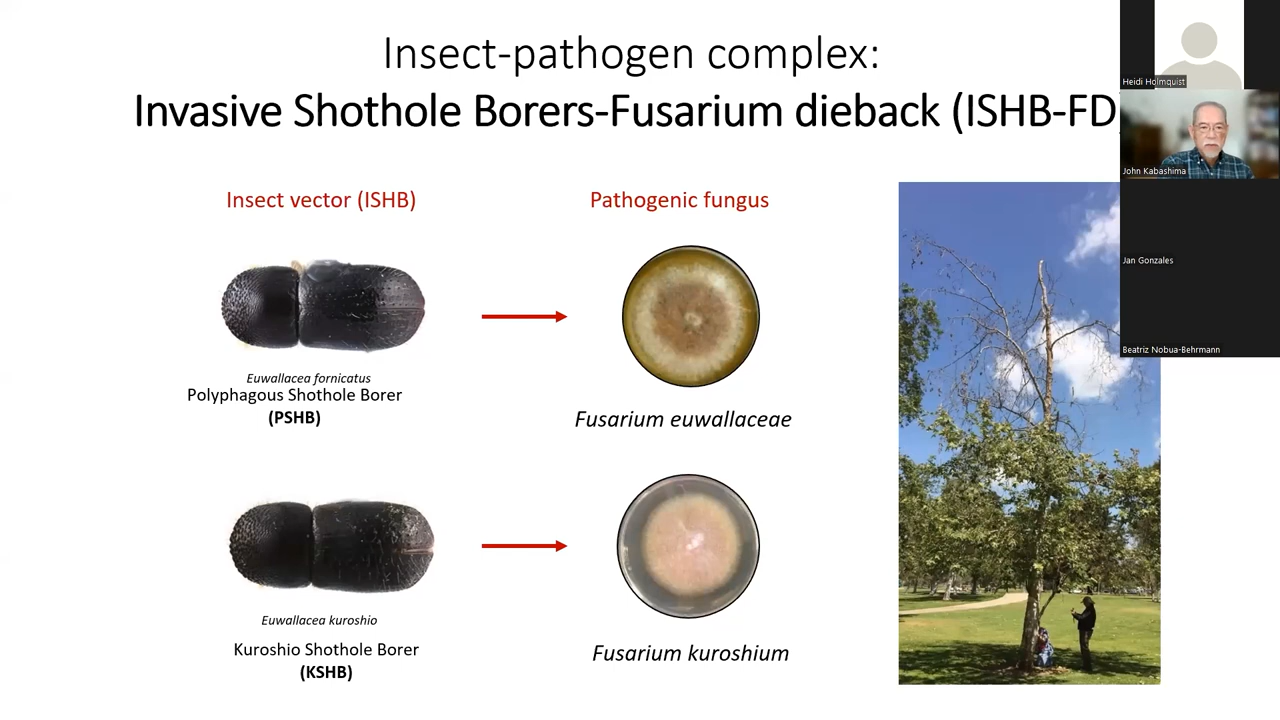 Insect-pathogen complex:
Invasive Shothole Borers-Fusarium dieback (ISHB-FD
Insect vector (ISHB)
Pathogenic fungus
Euwallacea fornicatus
Polyphagous Shothole Borer
(PSHB)
Fusarium euwallaceae
Euwallacea kuroshio
Kuroshio Shothole Borer
(KSHB)
Fusarium kuroshium
Heidi Holmquist
John Kabashima
Jan Gonzales
Beatriz Nobua-Behrmann